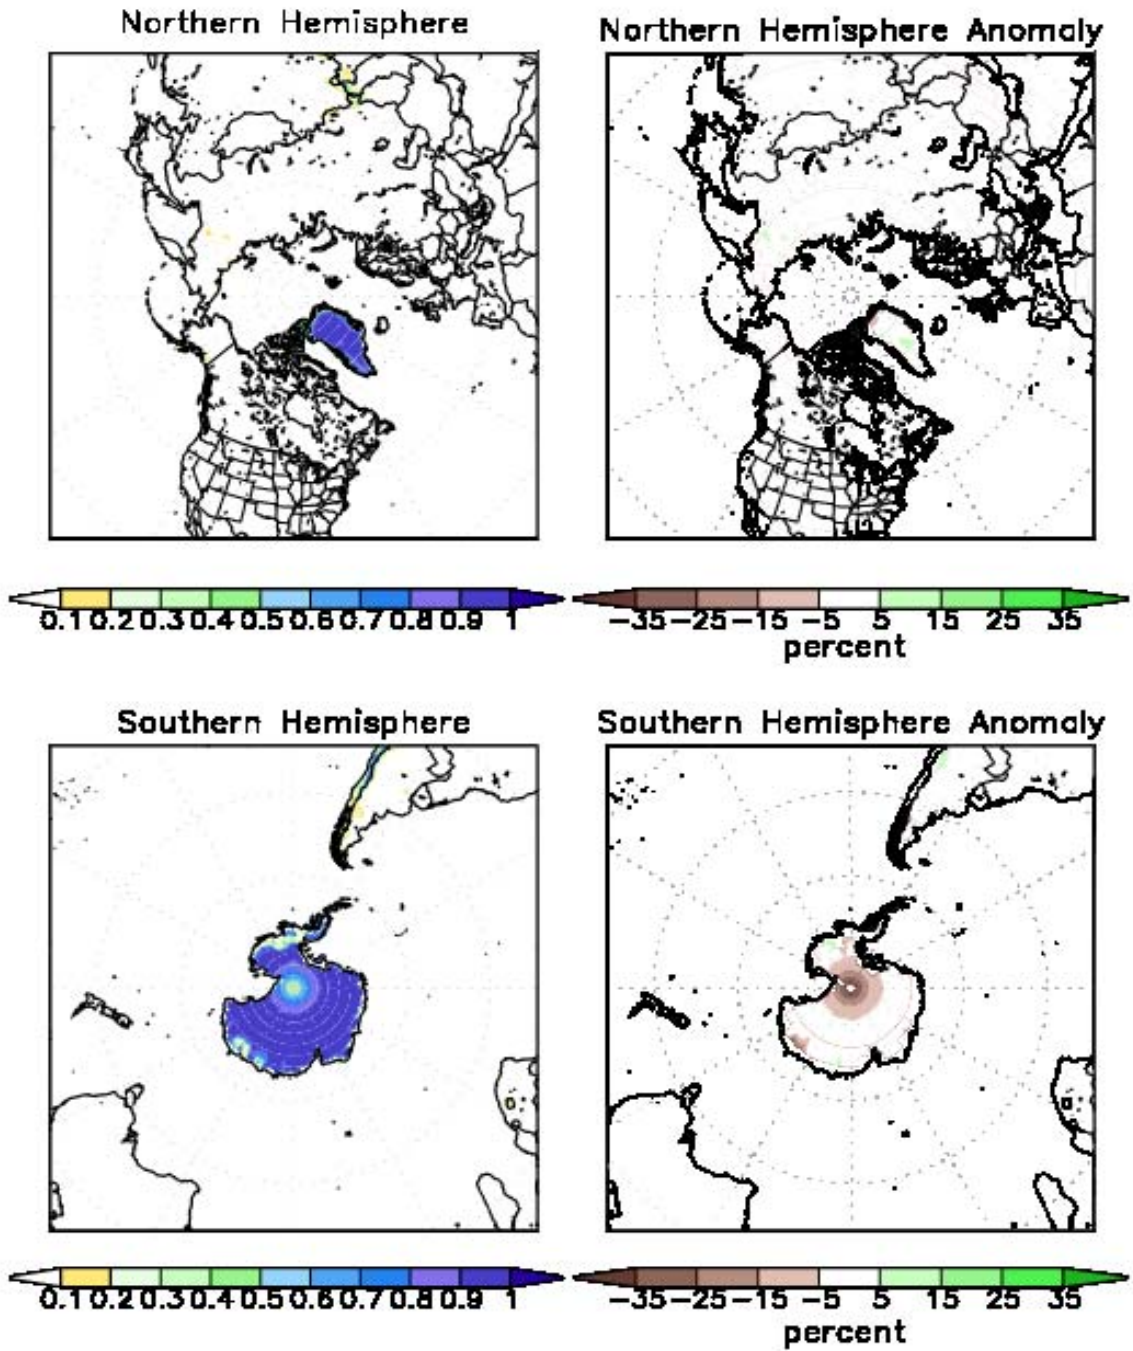 Northern Hemisphere
Northern Hemisphere Anomaly
0.1 0.2 0.3 0.4 0.5 0.6 0.7 0.8 0.9 1
-35 -25 -15 -5 5 15 25 35
percent
Southern Hemisphere
Southern Hemisphere Anomaly
0.1 0.2 0.3 0.4 0.5 0.6 0.7 0.8 0.9 1
-35 -25 -15 -5 5 15 25 35
percent